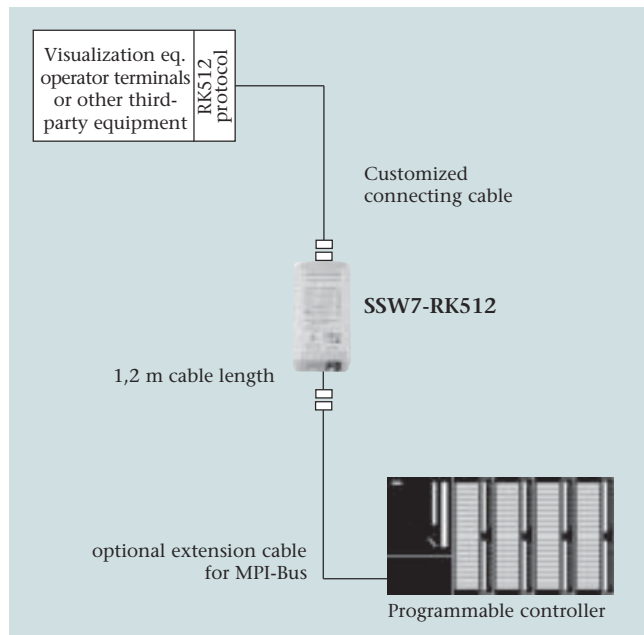 Visualization eq.
operator terminals
or other third-
party equipment
RK512
protocol
Customized
connecting cable
SSW7-RK512
1,2 m cable length
optional extension cable
for MPI-Bus
Programmable controller